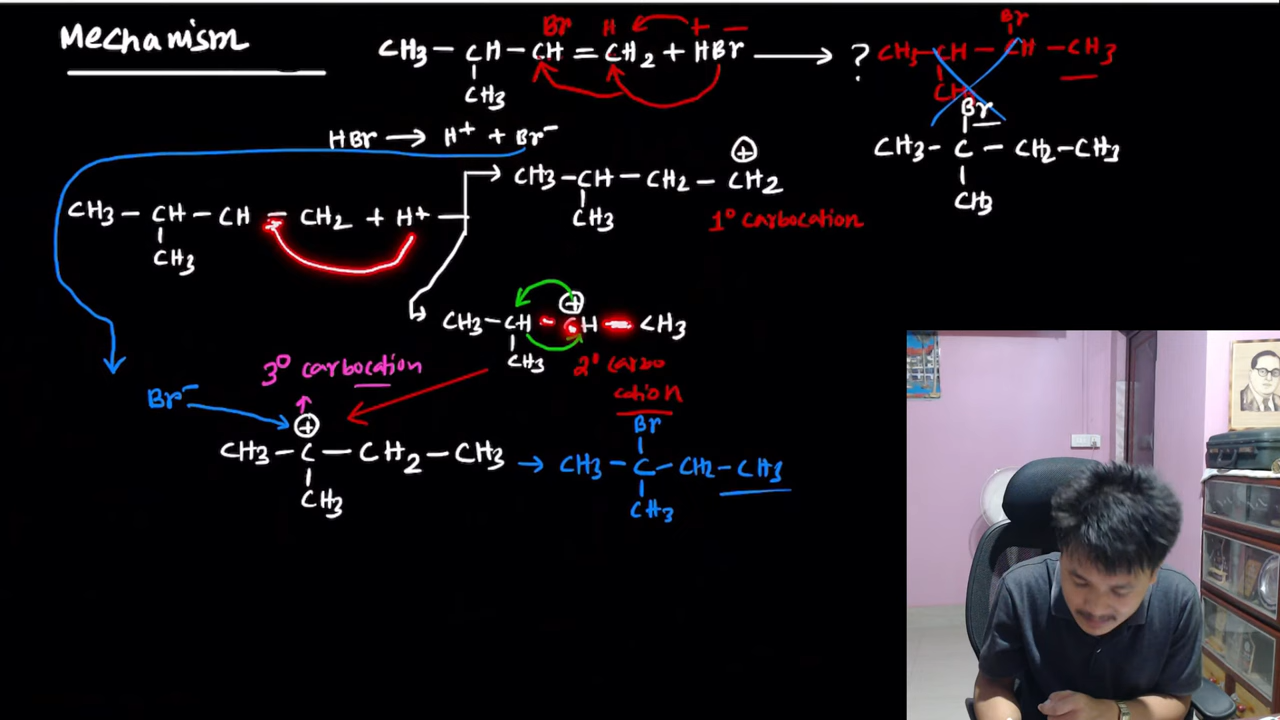 Mechanism
Br H + −
CH3 − CH − CH = CH2 + HBr ⟶ ?
CH3
Br
CH3 − CH − CH − CH3
CH3
Br
CH3 − C − CH2 − CH3
CH3
HBr ⟶ H+ + Br−
CH3 − CH − CH = CH2 + H+
CH3
+
CH3 − CH − CH2 − CH2
CH3
1° carbocation
+
CH3 − CH − CH − CH3
CH3
2° carbo
cation
3° carbocation
Br−
+
CH3 − C − CH2 − CH3
CH3
Br
→ CH3 − C − CH2 − CH3
CH3